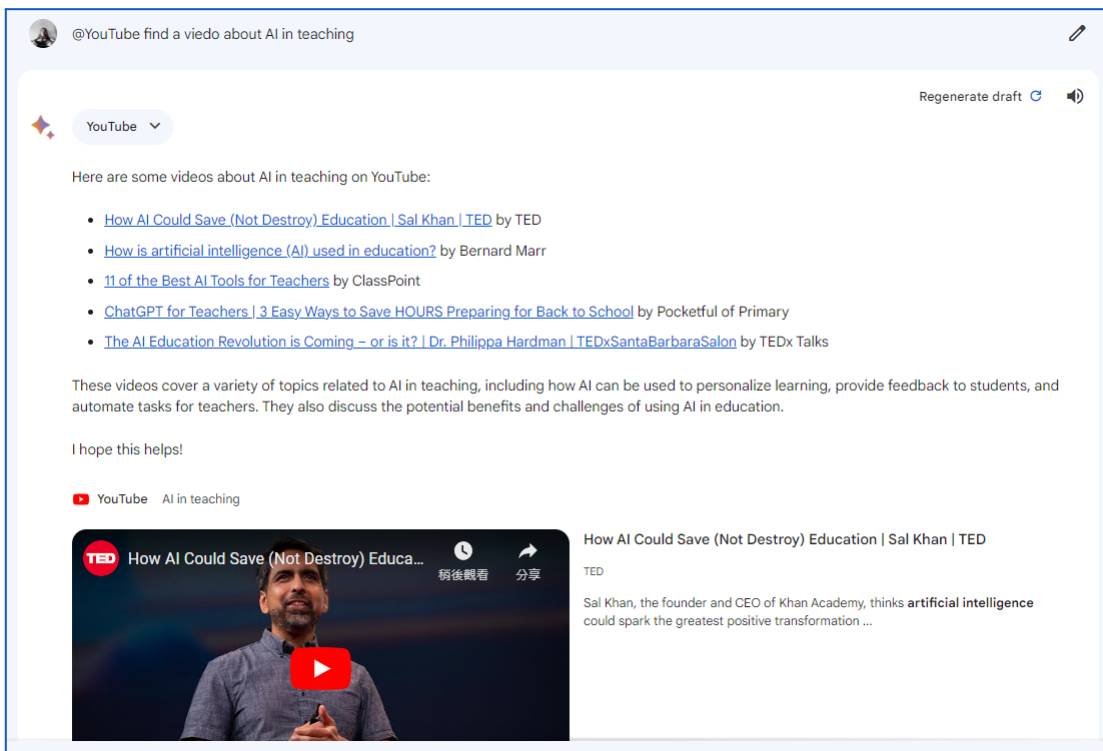 @YouTube find a viedo about AI in teaching
Regenerate draft
YouTube
Here are some videos about AI in teaching on YouTube:
• How AI Could Save (Not Destroy) Education | Sal Khan | TED by TED
• How is artificial intelligence (AI) used in education? by Bernard Marr
• 11 of the Best AI Tools for Teachers by ClassPoint
• ChatGPT for Teachers | 3 Easy Ways to Save HOURS Preparing for Back to School by Pocketful of Primary
• The AI Education Revolution is Coming – or is it? | Dr. Philippa Hardman | TEDxSantaBarbaraSalon by TEDx Talks
These videos cover a variety of topics related to AI in teaching, including how AI can be used to personalize learning, provide feedback to students, and
automate tasks for teachers. They also discuss the potential benefits and challenges of using AI in education.
I hope this helps!
YouTube AI in teaching
TED How AI Could Save (Not Destroy) Educa...
稍後觀看 分享
How AI Could Save (Not Destroy) Education | Sal Khan | TED
TED
Sal Khan, the founder and CEO of Khan Academy, thinks artificial intelligence
could spark the greatest positive transformation ...